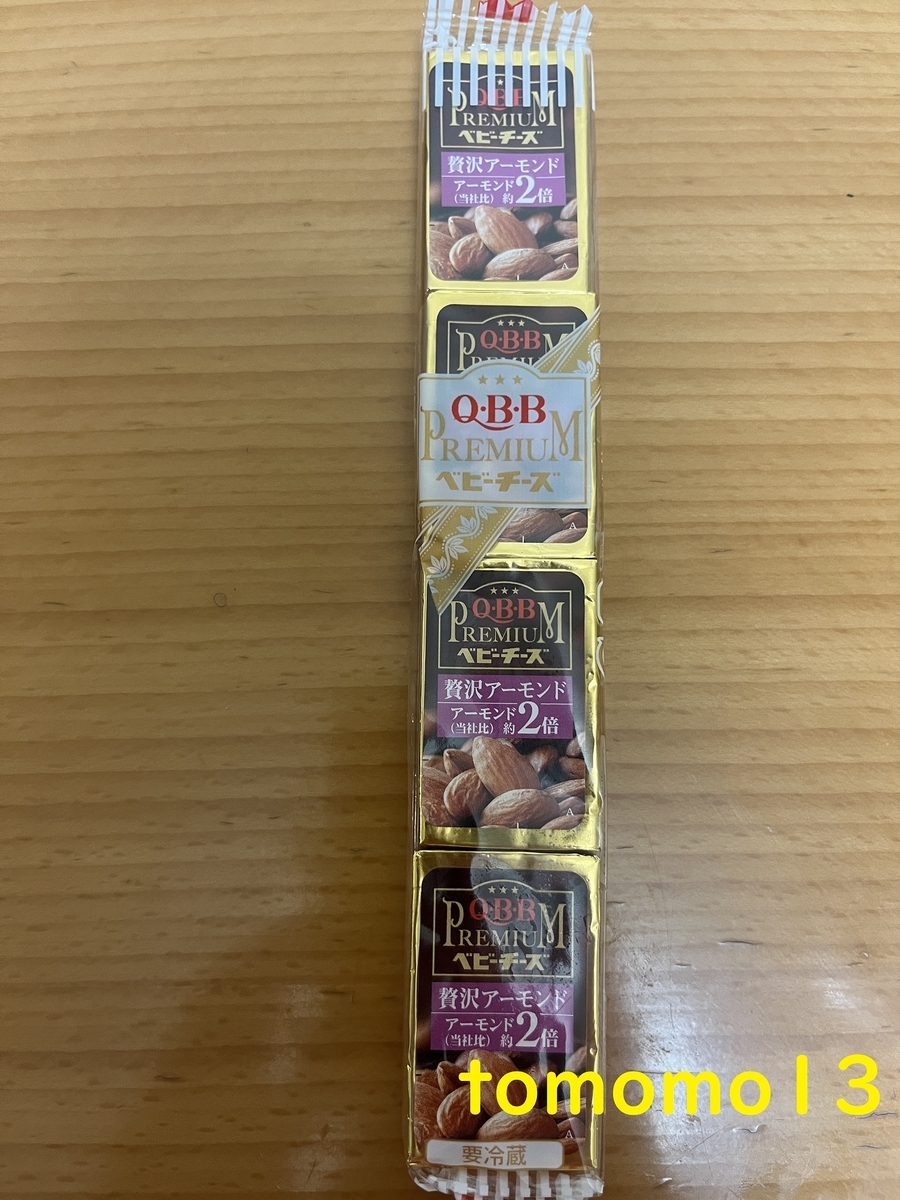 Q·B·B
PREMIUM
ベビーチーズ
贅沢アーモンド
アーモンド
(当社比) 約2倍
Q·B·B
PREMIUM
Q·B·B
PREMIUM
ベビーチーズ
Q·B·B
PREMIUM
ベビーチーズ
贅沢アーモンド
アーモンド
(当社比) 約2倍
Q·B·B
PREMIUM
ベビーチーズ
贅沢アーモンド
アーモンド
(当社比) 約2倍
tomomo13
要冷蔵